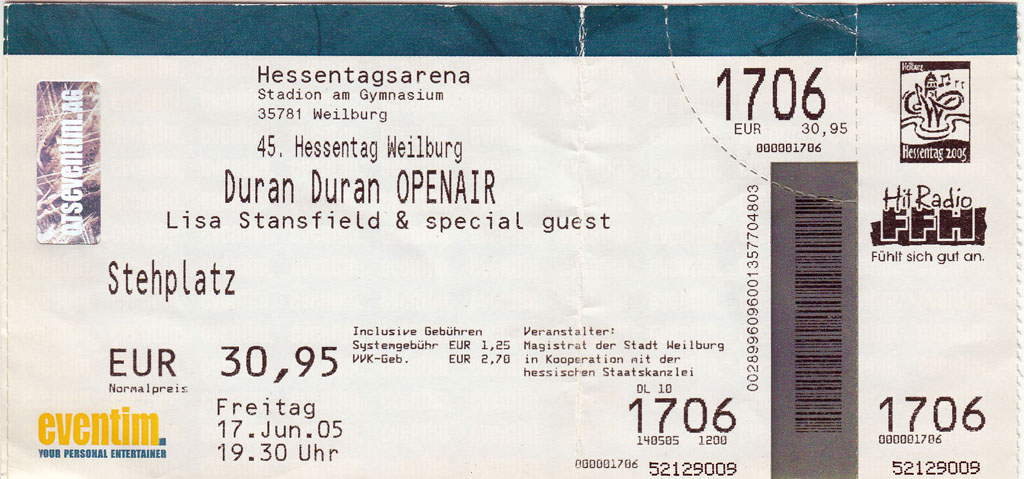 Hessentagsarena
Stadion am Gymnasium
35781 Weilburg
45. Hessentag Weilburg
Duran Duran OPENAIR
Lisa Stansfield & special guest
Stehplatz
EUR 30,95
Normalpreis
Inclusive Gebühren
Systemgebühr EUR 1,25
VVK-Geb. EUR 2,70
Veranstalter:
Magistrat der Stadt Weilburg
in Kooperation mit der
hessischen Staatskanzlei
Freitag
17.Jun.05
19.30 Uhr
eventim.
YOUR PERSONAL ENTERTAINER
DL 10
1706
140505 1200
000001706 52129009
1706
EUR 30,95
000001706
0028996096001357704803
Weilburg
Hessentag 2005
Hit Radio
FFH
Fühlt sich gut an.
1706
000001706
52129009